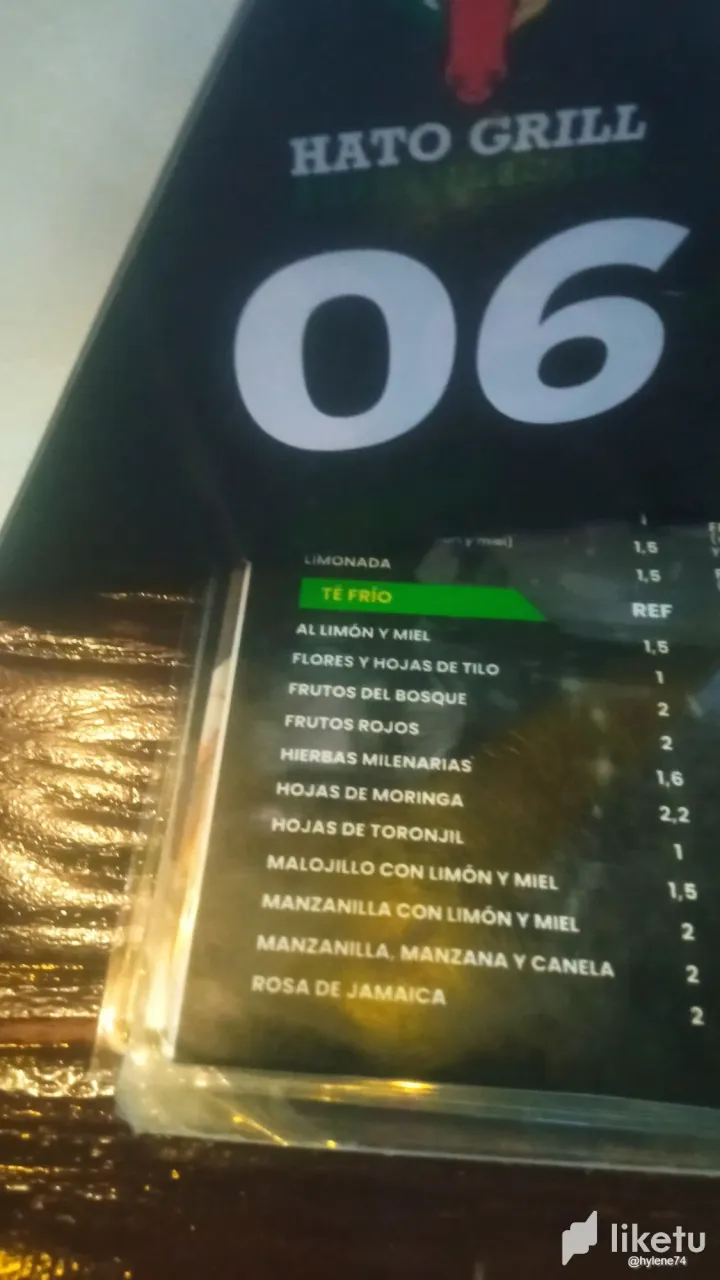 HATO GRILL
06
y miel) 1,5
LIMONADA 1,5
TÉ FRÍO REF
AL LIMÓN Y MIEL 1,5
FLORES Y HOJAS DE TILO 1
FRUTOS DEL BOSQUE 2
FRUTOS ROJOS 2
HIERBAS MILENARIAS 1,6
HOJAS DE MORINGA 2,2
HOJAS DE TORONJIL 1
MALOJILLO CON LIMÓN Y MIEL 1,5
MANZANILLA CON LIMÓN Y MIEL 2
MANZANILLA, MANZANA Y CANELA 2
ROSA DE JAMAICA 2
liketu
@hylene74